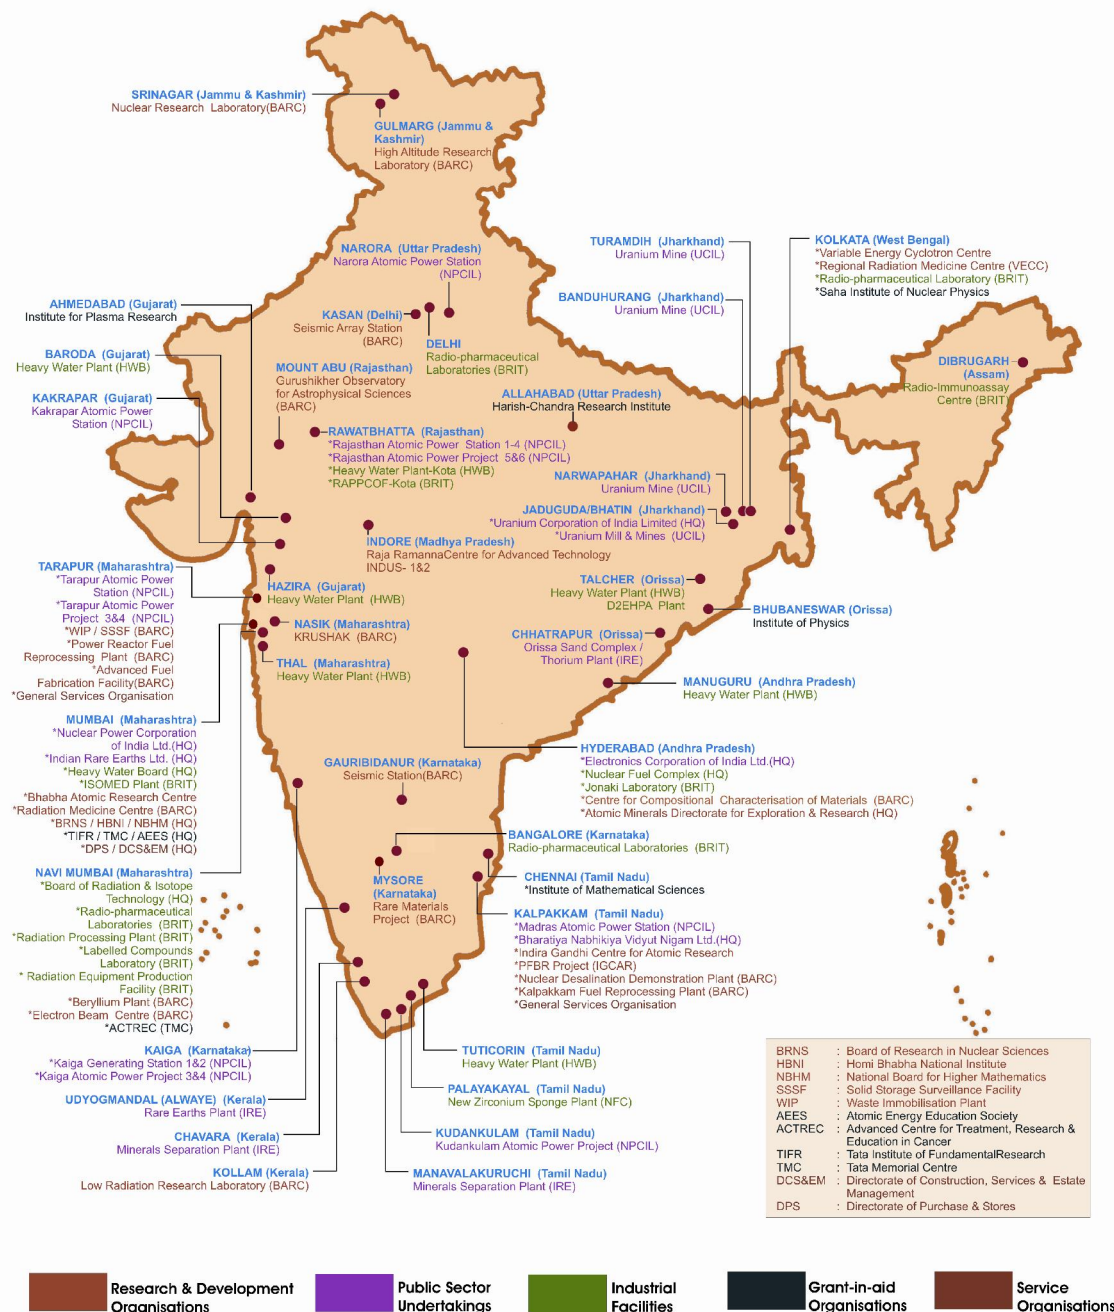 SRINAGAR (Jammu & Kashmir)
Nuclear Research Laboratory(BARC)
GULMARG (Jammu &
Kashmir)
High Altitude Research
Laboratory (BARC)
NARORA (Uttar Pradesh)
Narora Atomic Power Station
(NPCIL)
TURAMDIH (Jharkhand)
Uranium Mine (UCIL)
KOLKATA (West Bengal)
*Variable Energy Cyclotron Centre
*Regional Radiation Medicine Centre (VECC)
*Radio-pharmaceutical Laboratory (BRIT)
*Saha Institute of Nuclear Physics
BANDUHURANG (Jharkhand)
Uranium Mine (UCIL)
AHMEDABAD (Gujarat)
Institute for Plasma Research
KASAN (Delhi)
Seismic Array Station
(BARC)
DELHI
Radio-pharmaceutical
Laboratories (BRIT)
BARODA (Gujarat)
Heavy Water Plant (HWB)
MOUNT ABU (Rajasthan)
Gurushikher Observatory
for Astrophysical Sciences
(BARC)
DIBRUGARH
(Assam)
Radio-Immunoassay
Centre (BRIT)
KAKRAPAR (Gujarat)
Kakrapar Atomic Power
Station (NPCIL)
ALLAHABAD (Uttar Pradesh)
Harish-Chandra Research Institute
RAWATBHATTA (Rajasthan)
*Rajasthan Atomic Power Station 1-4 (NPCIL)
*Rajasthan Atomic Power Project 5&6 (NPCIL)
*Heavy Water Plant-Kota (HWB)
*RAPPCOF-Kota (BRIT)
NARWAPAHAR (Jharkhand)
Uranium Mine (UCIL)
JADUGUDA/BHATIN (Jharkhand)
*Uranium Corporation of India Limited (HQ)
*Uranium Mill & Mines (UCIL)
INDORE (Madhya Pradesh)
Raja RamannaCentre for Advanced Technology
INDUS- 1&2
TARAPUR (Maharashtra)
*Tarapur Atomic Power
Station (NPCIL)
*Tarapur Atomic Power
Project 3&4 (NPCIL)
*WIP / SSSF (BARC)
*Power Reactor Fuel
Reprocessing Plant (BARC)
*Advanced Fuel
Fabrication Facility(BARC)
*General Services Organisation
HAZIRA (Gujarat)
Heavy Water Plant (HWB)
TALCHER (Orissa)
Heavy Water Plant (HWB)
D2EHPA Plant
BHUBANESWAR (Orissa)
Institute of Physics
NASIK (Maharashtra)
KRUSHAK (BARC)
CHHATRAPUR (Orissa)
Orissa Sand Complex /
Thorium Plant (IRE)
THAL (Maharashtra)
Heavy Water Plant (HWB)
MANUGURU (Andhra Pradesh)
Heavy Water Plant (HWB)
MUMBAI (Maharashtra)
*Nuclear Power Corporation
of India Ltd.(HQ)
*Indian Rare Earths Ltd. (HQ)
*Heavy Water Board (HQ)
*ISOMED Plant (BRIT)
*Bhabha Atomic Research Centre
*Radiation Medicine Centre (BARC)
*BRNS / HBNI / NBHM (HQ)
*TIFR / TMC / AEES (HQ)
*DPS / DCS&EM (HQ)
HYDERABAD (Andhra Pradesh)
*Electronics Corporation of India Ltd.(HQ)
*Nuclear Fuel Complex (HQ)
*Jonaki Laboratory (BRIT)
*Centre for Compositional Characterisation of Materials (BARC)
*Atomic Minerals Directorate for Exploration & Research (HQ)
GAURIBIDANUR (Karnataka)
Seismic Station(BARC)
BANGALORE (Karnataka)
Radio-pharmaceutical Laboratories (BRIT)
NAVI MUMBAI (Maharashtra)
*Board of Radiation & Isotope
Technology (HQ)
*Radio-pharmaceutical
Laboratories (BRIT)
*Radiation Processing Plant (BRIT)
*Labelled Compounds
Laboratory (BRIT)
* Radiation Equipment Production
Facility (BRIT)
*Beryllium Plant (BARC)
*Electron Beam Centre (BARC)
*ACTREC (TMC)
MYSORE
(Karnataka)
Rare Materials
Project (BARC)
CHENNAI (Tamil Nadu)
*Institute of Mathematical Sciences
KALPAKKAM (Tamil Nadu)
*Madras Atomic Power Station (NPCIL)
*Bharatiya Nabhikiya Vidyut Nigam Ltd.(HQ)
*Indira Gandhi Centre for Atomic Research
*PFBR Project (IGCAR)
*Nuclear Desalination Demonstration Plant (BARC)
*Kalpakkam Fuel Reprocessing Plant (BARC)
*General Services Organisation
KAIGA (Karnataka)
*Kaiga Generating Station 1&2 (NPCIL)
*Kaiga Atomic Power Project 3&4 (NPCIL)
TUTICORIN (Tamil Nadu)
Heavy Water Plant (HWB)
UDYOGMANDAL (ALWAYE) (Kerala)
Rare Earths Plant (IRE)
PALAYAKAYAL (Tamil Nadu)
New Zirconium Sponge Plant (NFC)
CHAVARA (Kerala)
Minerals Separation Plant (IRE)
KUDANKULAM (Tamil Nadu)
Kudankulam Atomic Power Project (NPCIL)
KOLLAM (Kerala)
Low Radiation Research Laboratory (BARC)
MANAVALAKURUCHI (Tamil Nadu)
Minerals Separation Plant (IRE)
BRNS : Board of Research in Nuclear Sciences
HBNI : Homi Bhabha National Institute
NBHM : National Board for Higher Mathematics
SSSF : Solid Storage Surveillance Facility
WIP : Waste Immobilisation Plant
AEES : Atomic Energy Education Society
ACTREC : Advanced Centre for Treatment, Research &
Education in Cancer
TIFR : Tata Institute of FundamentalResearch
TMC : Tata Memorial Centre
DCS&EM : Directorate of Construction, Services & Estate
Management
DPS : Directorate of Purchase & Stores
Research & Development
Organisations
Public Sector
Undertakings
Industrial
Facilities
Grant-in-aid
Organisations
Service
Organisations